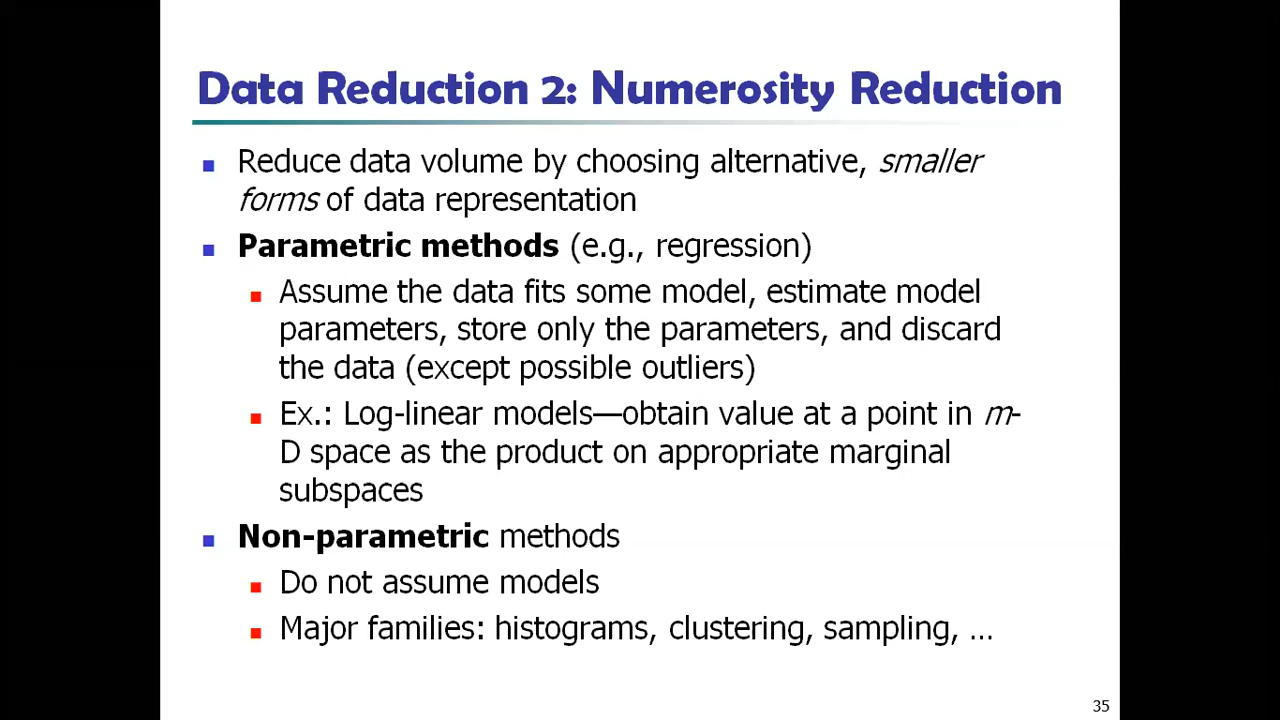 Data Reduction 2: Numerosity Reduction
Reduce data volume by choosing alternative, smaller
forms of data representation
Parametric methods (e.g., regression)
Assume the data fits some model, estimate model
parameters, store only the parameters, and discard
the data (except possible outliers)
Ex.: Log-linear models—obtain value at a point in m-
D space as the product on appropriate marginal
subspaces
Non-parametric methods
Do not assume models
Major families: histograms, clustering, sampling, …
35